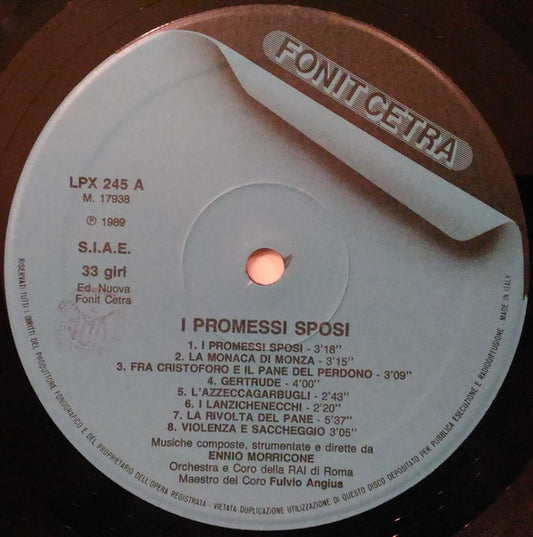 FONIT CETRA
LPX 245 A
M. 17938
℗ 1989
S.I.A.E.
33 giri
Ed. Nuova
Fonit Cetra
I PROMESSI SPOSI
1. I PROMESSI SPOSI - 3'18"
2. LA MONACA DI MONZA - 3'15"
3. FRA CRISTOFORO E IL PANE DEL PERDONO - 3'09"
4. GERTRUDE - 4'00"
5. L'AZZECCAGARBUGLI - 2'43"
6. I LANZICHENECCHI - 2'20"
7. LA RIVOLTA DEL PANE - 5'37"
8. VIOLENZA E SACCHEGGIO 3'05"
Musiche composte, strumentate e dirette da
ENNIO MORRICONE
Orchestra e Coro della RAI di Roma
Maestro del Coro Fulvio Angius
RISERVATI TUTTI I DIRITTI DEL PRODUTTORE FONOGRAFICO E DEL PROPRIETARIO DELL'OPERA REGISTRATA - VIETATA DUPLICAZIONE UTILIZZAZIONE DI QUESTO DISCO DEPOSITATO PER PUBBLICA ESECUZIONE E RADIODIFFUSIONE. MADE IN ITALY